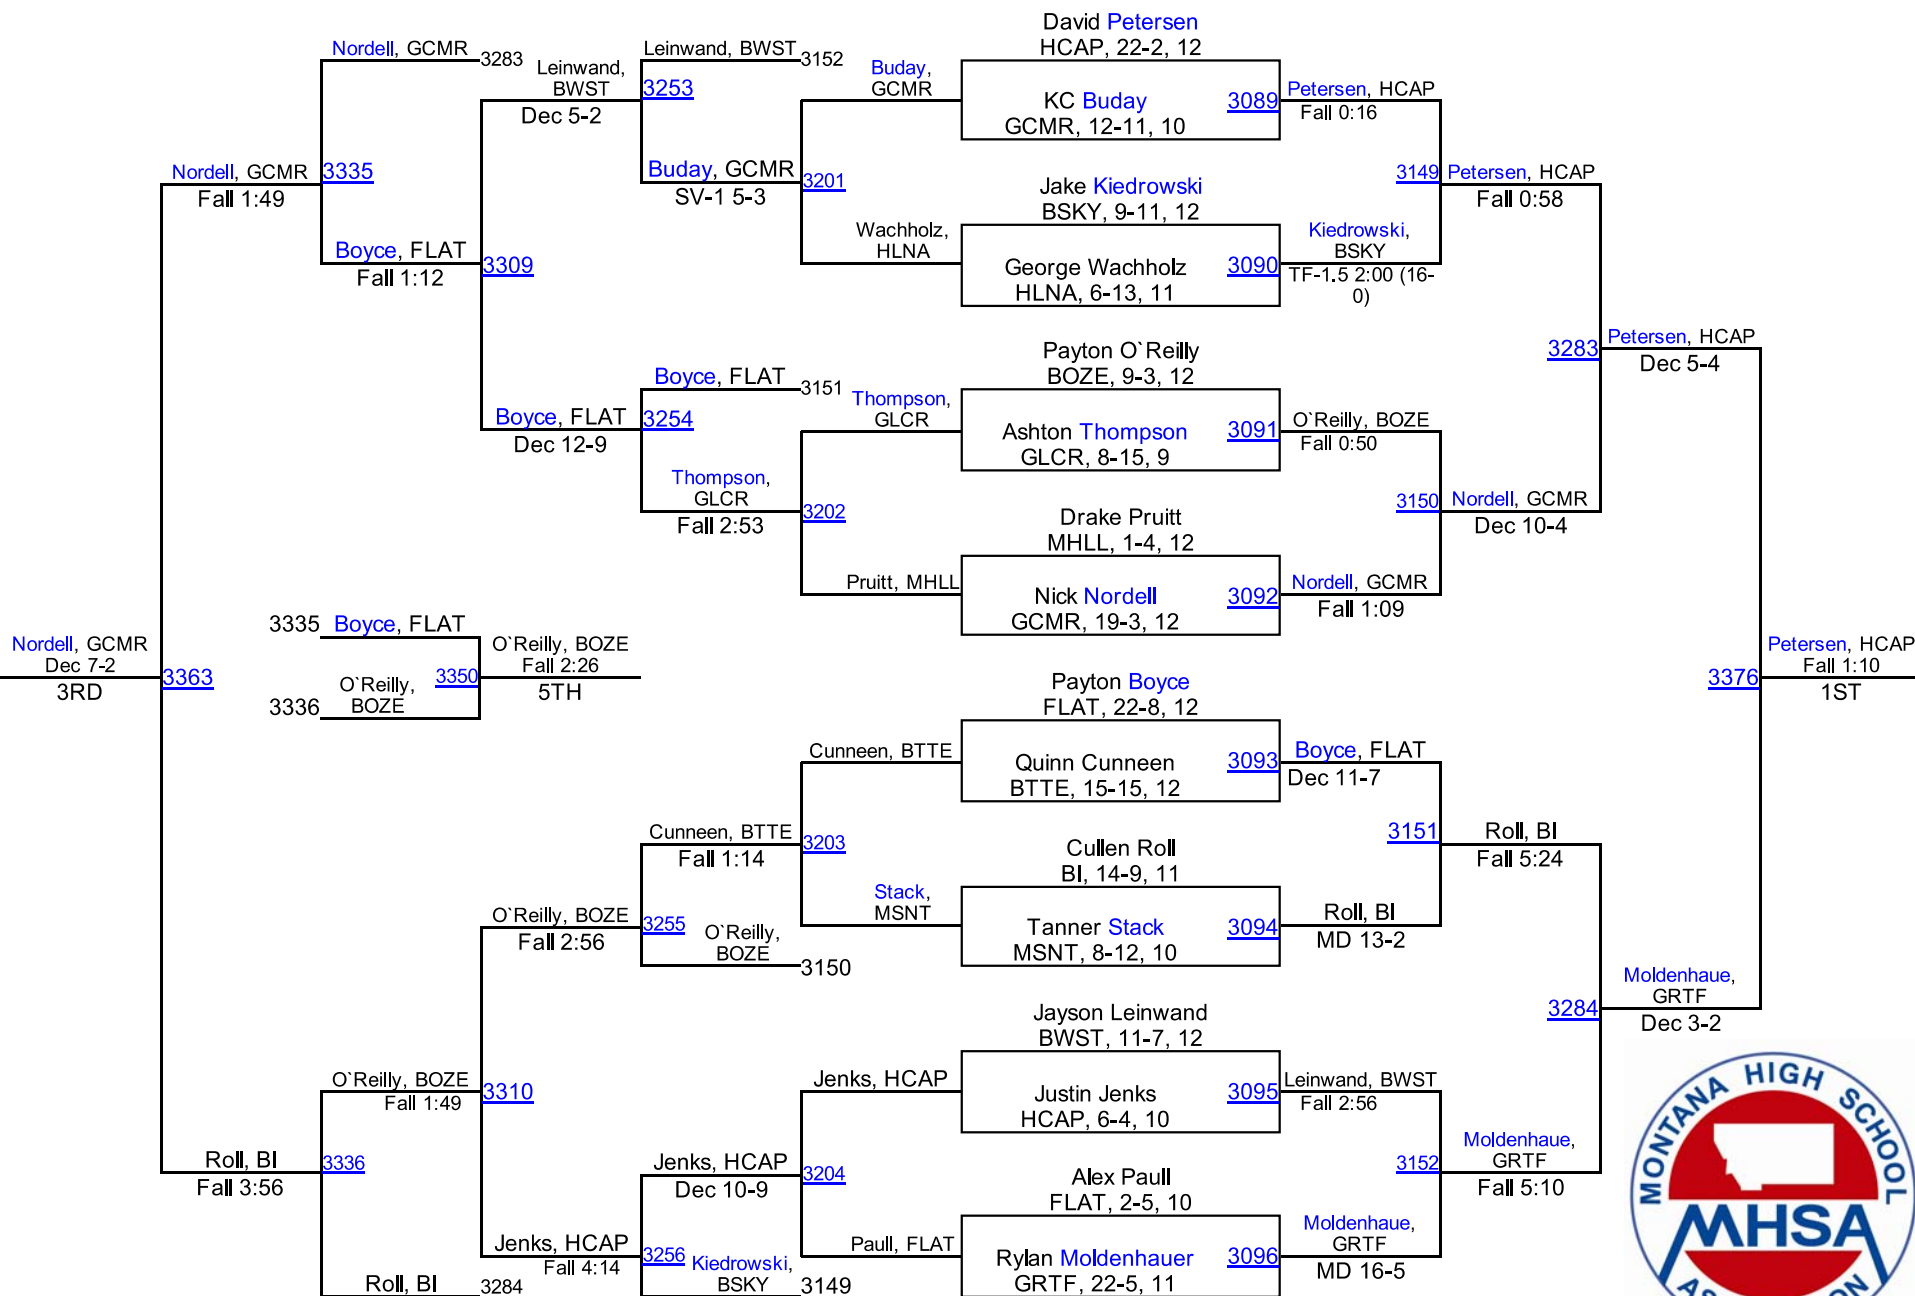 David Petersen
HCAP, 22-2, 12
Nordell, GCMR
3283
Leinwand,
BWST
Dec 5-2
Leinwand, BWST
3152
3253
Buday,
GCMR
KC Buday
GCMR, 12-11, 10
3089
Petersen, HCAP
Fall 0:16
Nordell, GCMR
Fall 1:49
3335
Buday, GCMR
SV-1 5-3
3201
Jake Kiedrowski
BSKY, 9-11, 12
3149
Petersen, HCAP
Fall 0:58
Boyce, FLAT
Fall 1:12
3309
Wachholz,
HLNA
George Wachholz
HLNA, 6-13, 11
3090
Kiedrowski,
BSKY
TF-1.5 2:00 (16-
0)
Payton O`Reilly
BOZE, 9-3, 12
3283
Petersen, HCAP
Dec 5-4
Boyce, FLAT
3151
Boyce, FLAT
Dec 12-9
3254
Thompson,
GLCR
Ashton Thompson
GLCR, 8-15, 9
3091
O`Reilly, BOZE
Fall 0:50
Thompson,
GLCR
Fall 2:53
3202
Drake Pruitt
MHLL, 1-4, 12
3150
Nordell, GCMR
Dec 10-4
Pruitt, MHLL
Nick Nordell
GCMR, 19-3, 12
3092
Nordell, GCMR
Fall 1:09
Nordell, GCMR
Dec 7-2
3RD
3363
3335
Boyce, FLAT
3336
O`Reilly,
BOZE
3350
O`Reilly, BOZE
Fall 2:26
5TH
Payton Boyce
FLAT, 22-8, 12
3376
Petersen, HCAP
Fall 1:10
1ST
Cunneen, BTTE
Quinn Cunneen
BTTE, 15-15, 12
3093
Boyce, FLAT
Dec 11-7
Cunneen, BTTE
Fall 1:14
3203
Cullen Roll
BI, 14-9, 11
3151
Roll, BI
Fall 5:24
O`Reilly, BOZE
Fall 2:56
3255
O`Reilly,
BOZE
3150
Stack,
MSNT
Tanner Stack
MSNT, 8-12, 10
3094
Roll, BI
MD 13-2
Jayson Leinwand
BWST, 11-7, 12
3284
Moldenhaue,
GRTF
Dec 3-2
O`Reilly, BOZE
Fall 1:49
3310
Jenks, HCAP
Justin Jenks
HCAP, 6-4, 10
3095
Leinwand, BWST
Fall 2:56
Roll, BI
Fall 3:56
3336
Jenks, HCAP
Dec 10-9
3204
Alex Paull
FLAT, 2-5, 10
3152
Moldenhaue,
GRTF
Fall 5:10
Jenks, HCAP
Fall 4:14
3256
Kiedrowski,
BSKY
3149
Paull, FLAT
Rylan Moldenhauer
GRTF, 22-5, 11
3096
Moldenhaue,
GRTF
MD 16-5
Roll, BI
3284
MONTANA HIGH SCHOOL
MHSA